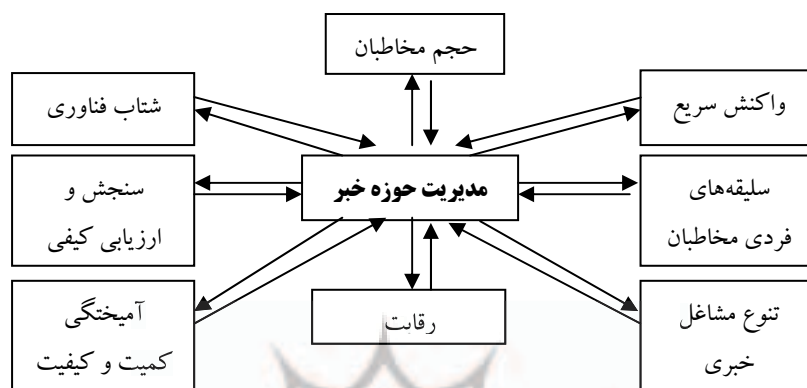 حجم مخاطبان
واکنش سریع
شتاب فناوری
سلیقه‌های
فردی مخاطبان
مدیریت حوزه خبر
سنجش و
ارزیابی کیفی
تنوع مشاغل
خبری
رقابت
آمیختگی
کمیت و کیفیت